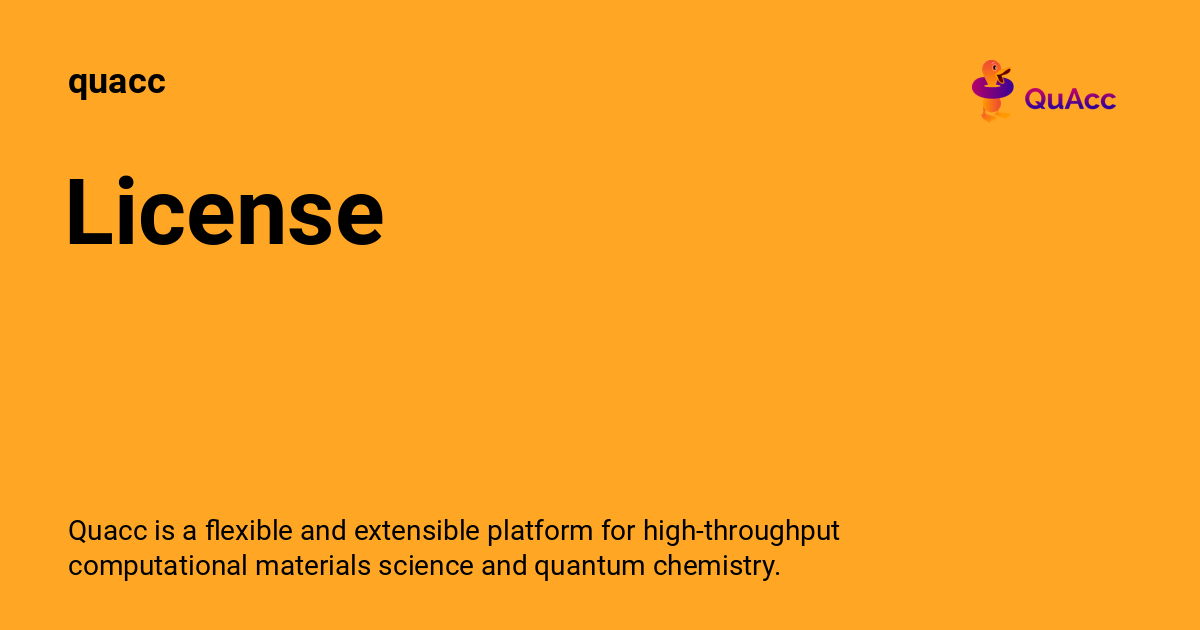 quacc
QuAcc
License
Quacc is a flexible and extensible platform for high-throughput
computational materials science and quantum chemistry.